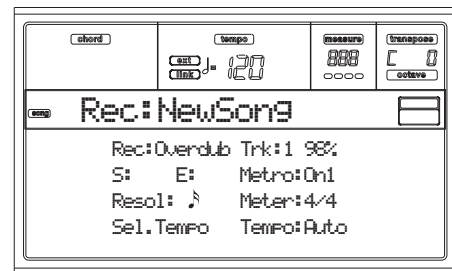 chord tempo measure transpose
ext
link
120 888 C 0
octave
song Rec:NewSong
Rec:Overdub Trk:1 98%
S: E: Metro:On1
Resol: Meter:4/4
Sel.Tempo Tempo:Auto